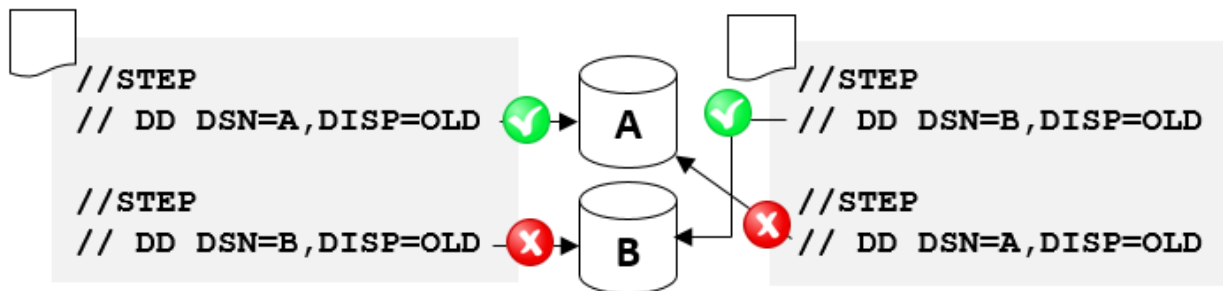 //STEP
// DD DSN=A,DISP=OLD
//STEP
// DD DSN=B,DISP=OLD
A
B
//STEP
// DD DSN=B,DISP=OLD
//STEP
// DD DSN=A,DISP=OLD